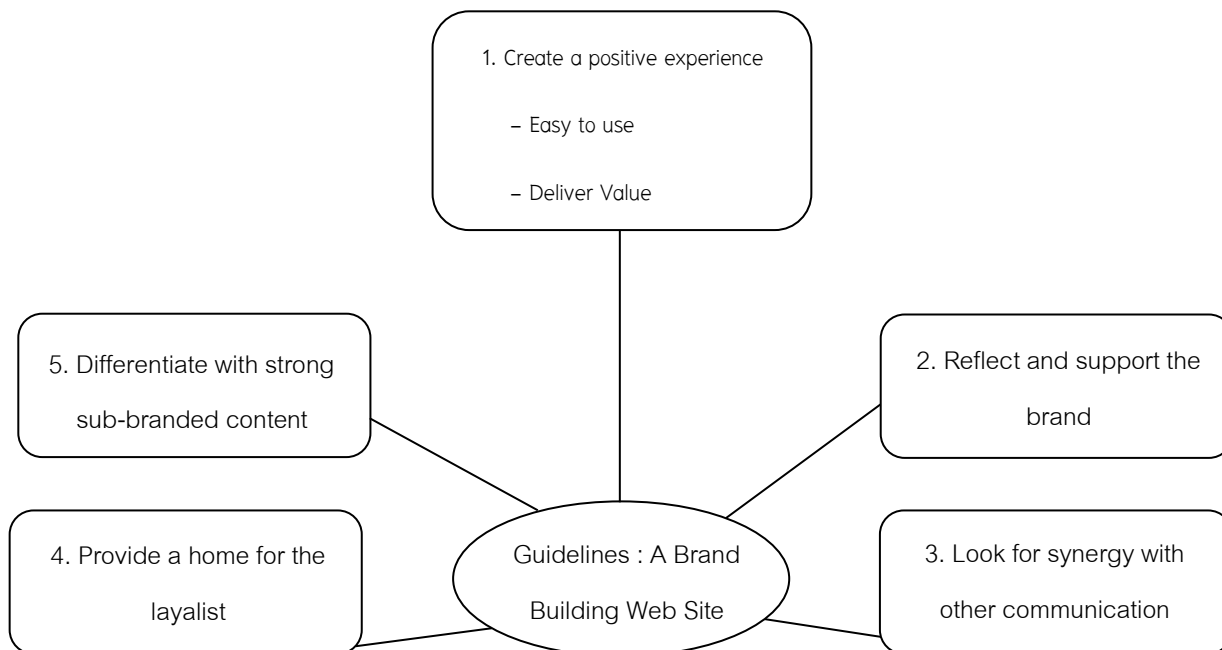 1. Create a positive experience
– Easy to use
– Deliver Value
5. Differentiate with strong
sub-branded content
2. Reflect and support the
brand
4. Provide a home for the
layalist
Guidelines : A Brand
Building Web Site
3. Look for synergy with
other communication